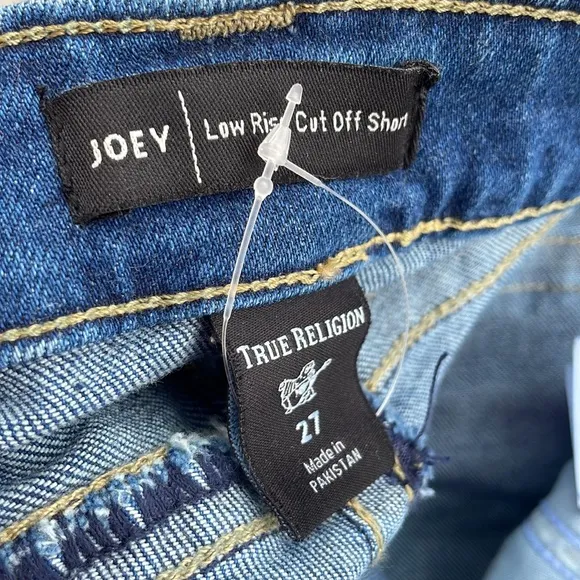 JOEY | Low Rise Cut Off Short
TRUE RELIGION
27
Made in
PAKISTAN